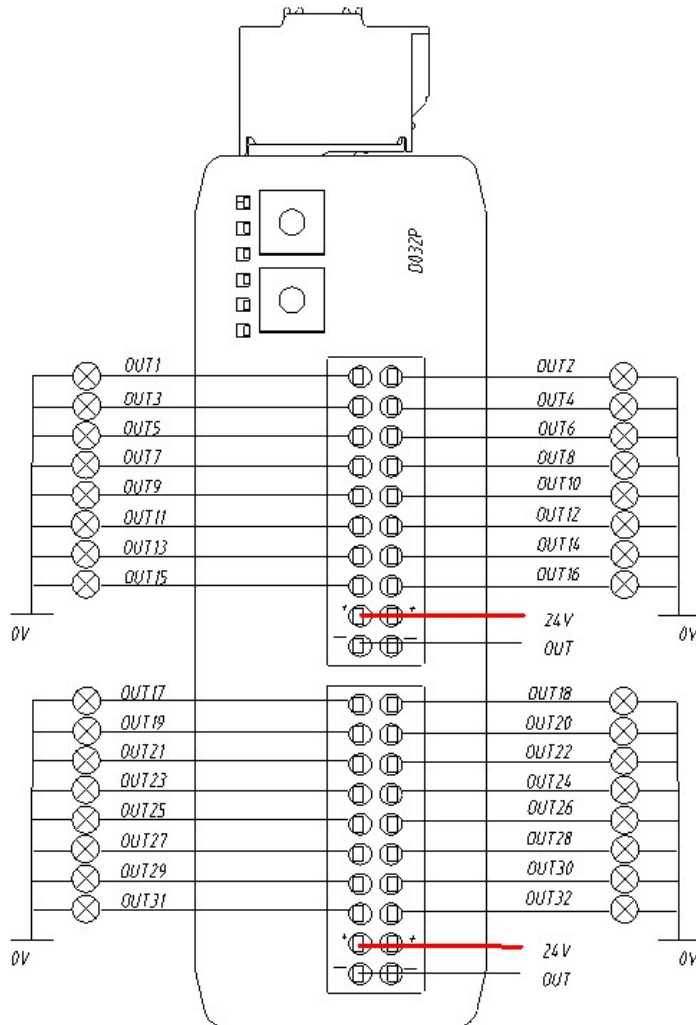 D032P
OUT1 OUT2
OUT3 OUT4
OUT5 OUT6
OUT7 OUT8
OUT9 OUT10
OUT11 OUT12
OUT13 OUT14
OUT15 OUT16
+ + 24V
0V — — OUT 0V
OUT17 OUT18
OUT19 OUT20
OUT21 OUT22
OUT23 OUT24
OUT25 OUT26
OUT27 OUT28
OUT29 OUT30
OUT31 OUT32
0V + + 24V 0V
— — OUT